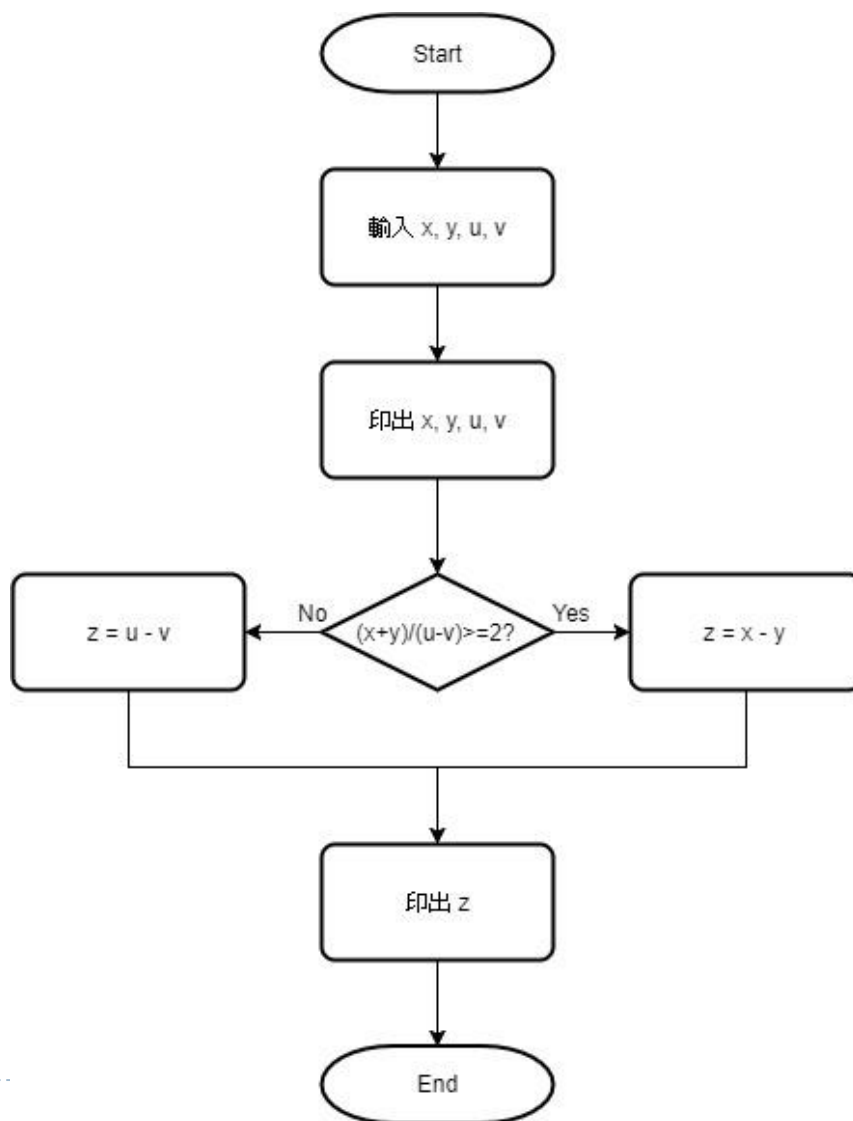 Start
輸入 x, y, u, v
印出 x, y, u, v
No
(x+y)/(u-v)>=2?
Yes
z = u - v
z = x - y
印出 z
End